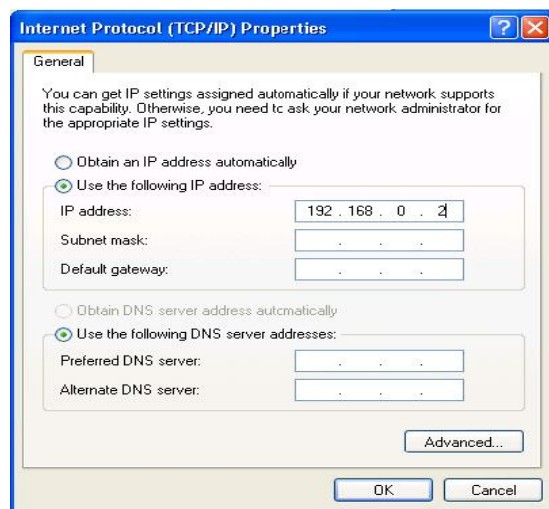 Internet Protocol (TCP/IP) Properties
General
You can get IP settings assigned automatically if your network supports
this capability. Otherwise, you need tc ask your network administrator for
the appropriate IP settings.
Obtain an IP address automatically
Use the following IP address:
IP address: 192 . 168 . 0 . 2
Subnet mask: . . .
Default gateway: . . .
Obtain DNS server address autcmatically
Use the following DNS server addresses:
Preferred DNS server: . . .
Alternate DNS server: . . .
Advanced...
OK Cancel